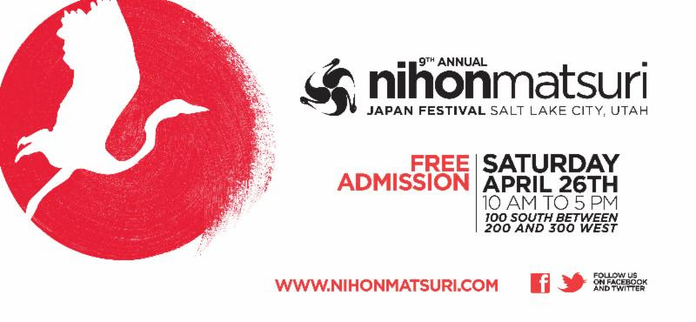 9TH ANNUAL
nihonmatsuri
JAPAN FESTIVAL SALT LAKE CITY, UTAH
FREE
ADMISSION
SATURDAY
APRIL 26TH
10 AM TO 5 PM
100 SOUTH BETWEEN
200 AND 300 WEST
WWW.NIHONMATSURI.COM
FOLLOW US
ON FACEBOOK
AND TWITTER